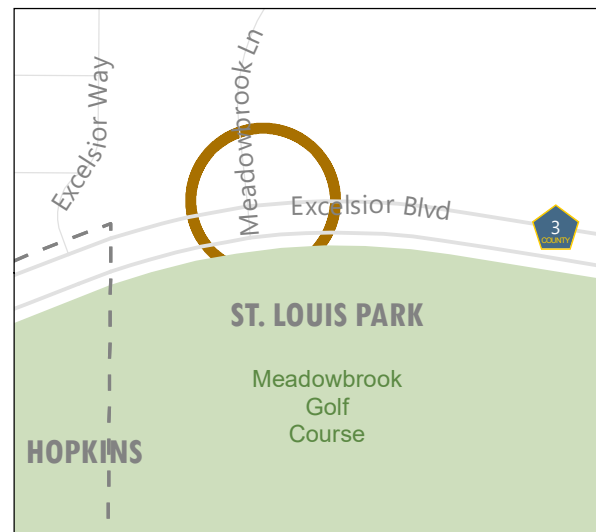 Excelsior Way
Meadowbrook Ln
Excelsior Blvd
3
COUNTY
ST. LOUIS PARK
Meadowbrook
Golf
Course
HOPKINS